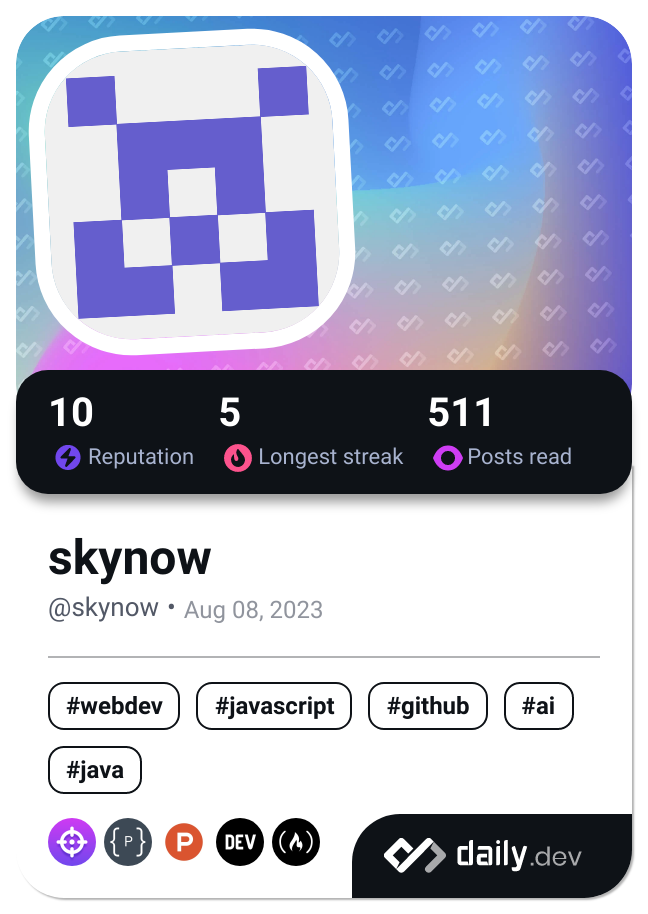 10 5 511
Reputation Longest streak Posts read
skynow
@skynow • Aug 08, 2023
#webdev #javascript #github #ai
#java
{P} P DEV
daily.dev